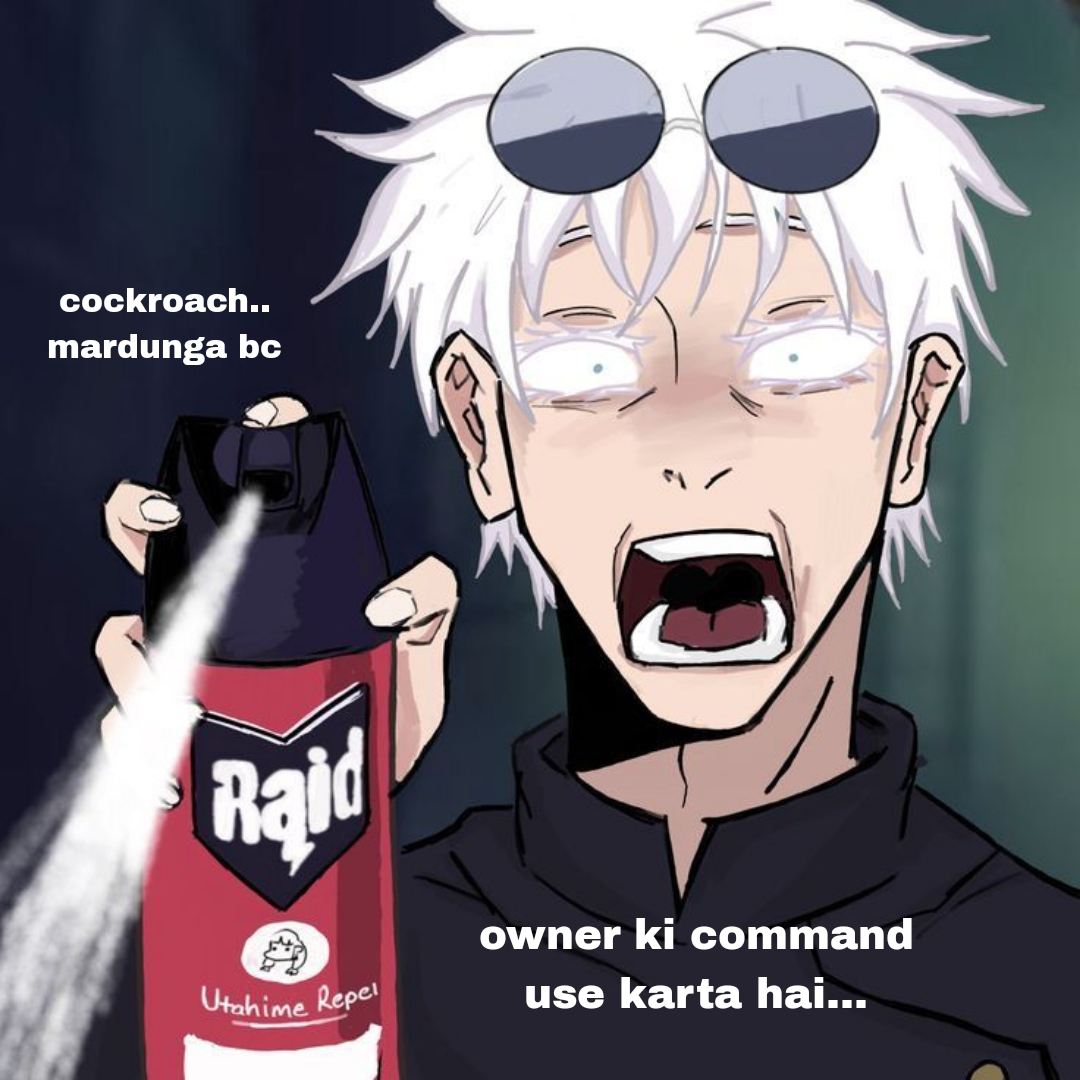 cockroach..
mardunga bc
Raid
Utahime Repel
owner ki command
use karta hai...